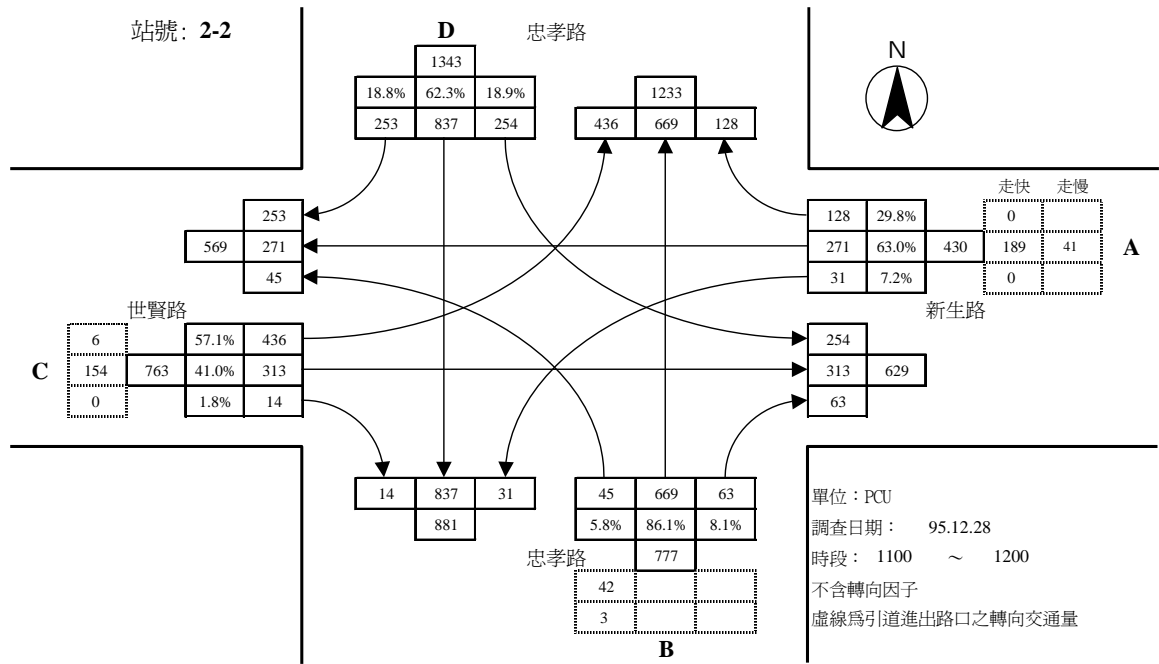 站號: 2-2
D
忠孝路
N
1343
18.8% 62.3% 18.9%
253 837 254
1233
436 669 128
走快 走慢
253
569 271
45
128 29.8% 0
271 63.0% 430 189 41
31 7.2% 0
A
世賢路
新生路
C
6 57.1% 436
154 763 41.0% 313
0 1.8% 14
254
313 629
63
14 837 31
881
45 669 63
5.8% 86.1% 8.1%
777
忠孝路
42
3
B
單位：PCU
調查日期： 95.12.28
時段： 1100 ～ 1200
不含轉向因子
虛線爲引道進出路口之轉向交通量